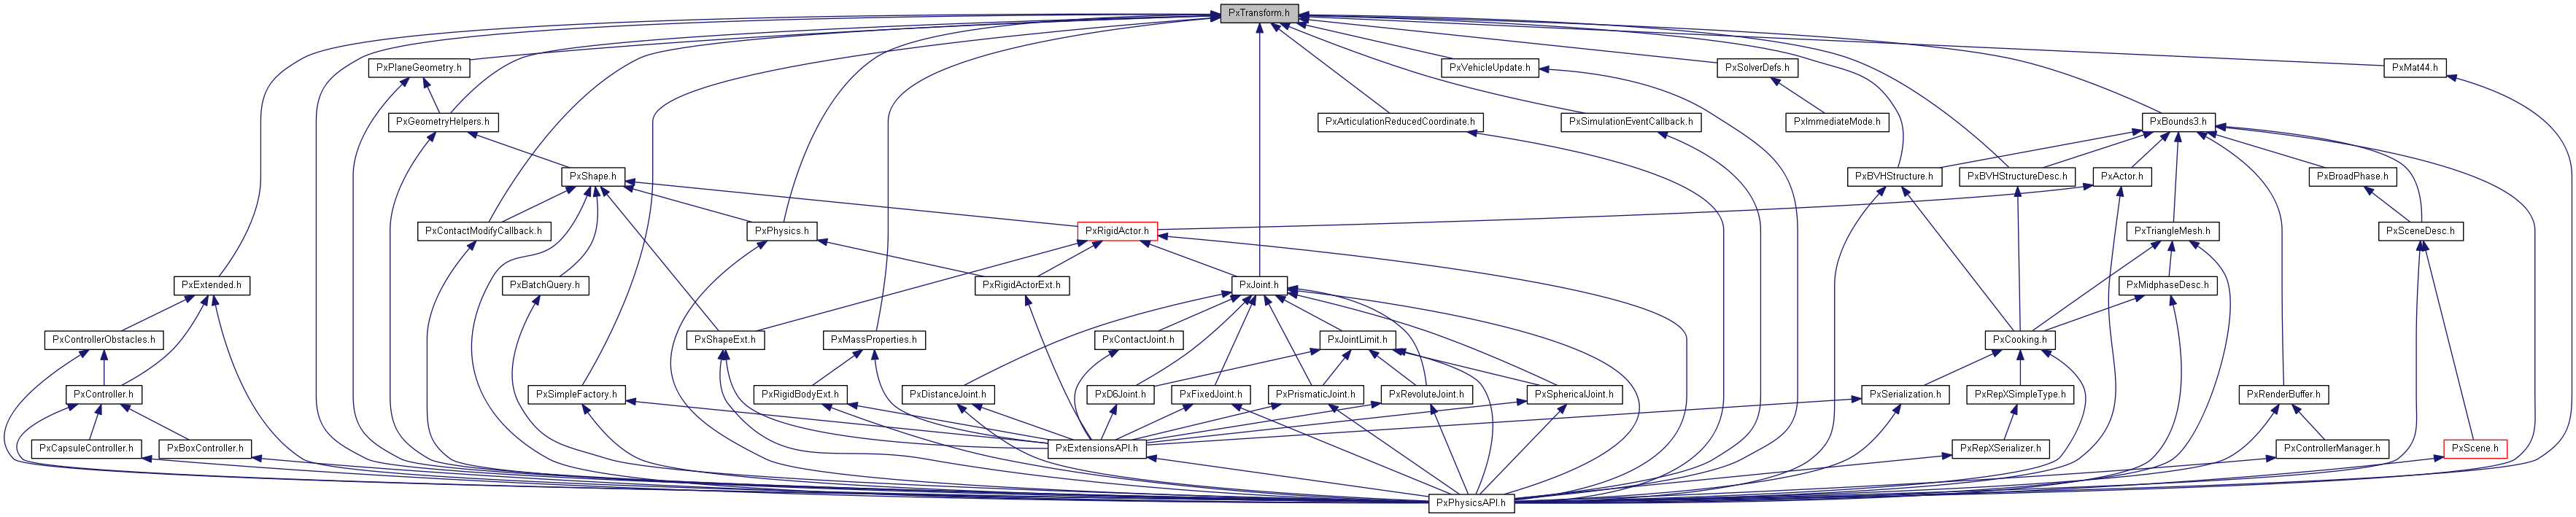 PxTransform.h
PxPlaneGeometry.h
PxVehicleUpdate.h
PxSolverDefs.h
PxMat44.h
PxGeometryHelpers.h
PxArticulationReducedCoordinate.h
PxSimulationEventCallback.h
PxImmediateMode.h
PxBounds3.h
PxShape.h
PxBVHStructure.h
PxBVHStructureDesc.h
PxActor.h
PxBroadPhase.h
PxContactModifyCallback.h
PxPhysics.h
PxRigidActor.h
PxTriangleMesh.h
PxSceneDesc.h
PxExtended.h
PxBatchQuery.h
PxRigidActorExt.h
PxJoint.h
PxMidphaseDesc.h
PxControllerObstacles.h
PxShapeExt.h
PxMassProperties.h
PxContactJoint.h
PxJointLimit.h
PxCooking.h
PxController.h
PxSimpleFactory.h
PxRigidBodyExt.h
PxDistanceJoint.h
PxD6Joint.h
PxFixedJoint.h
PxPrismaticJoint.h
PxRevoluteJoint.h
PxSphericalJoint.h
PxSerialization.h
PxRepXSimpleType.h
PxRenderBuffer.h
PxCapsuleController.h
PxBoxController.h
PxExtensionsAPI.h
PxRepXSerializer.h
PxControllerManager.h
PxScene.h
PxPhysicsAPI.h